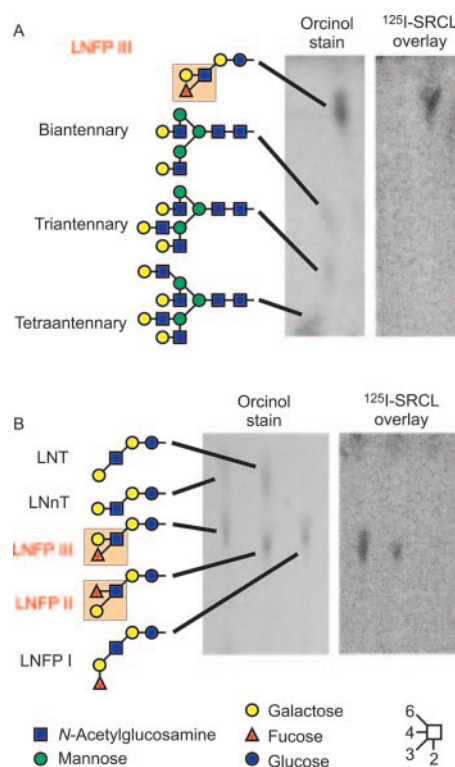 A
Orcinol stain
¹²⁵I-SRCL overlay
LNFP III
Biantennary
Triantennary
Tetraantennary
B
Orcinol stain
¹²⁵I-SRCL overlay
LNT
LNnT
LNFP III
LNFP II
LNFP I
N-Acetylglucosamine
Mannose
Galactose
Fucose
Glucose
6
4
3
2